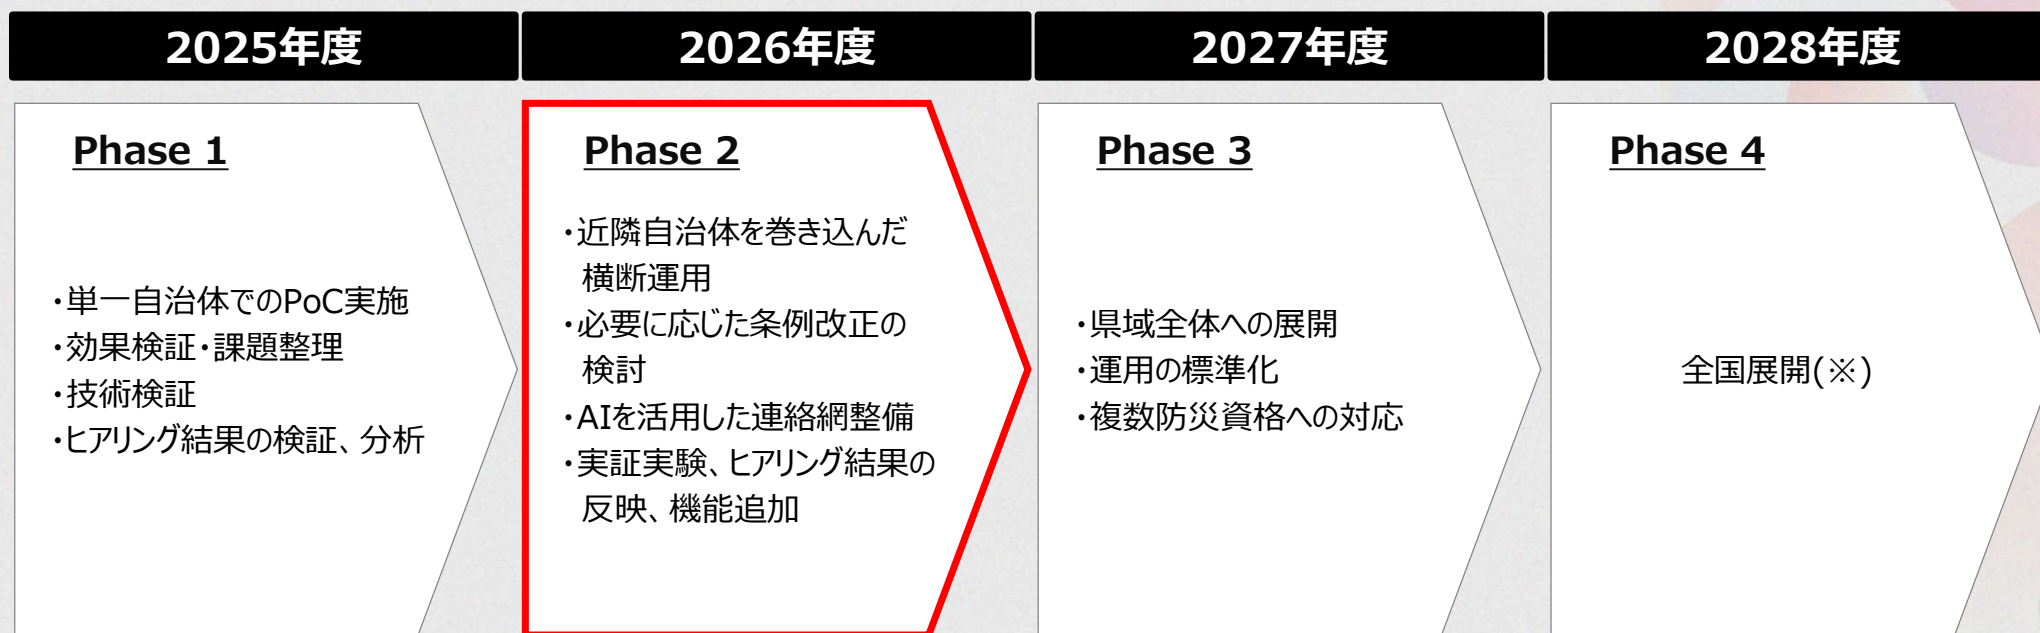 2025年度
2026年度
2027年度
2028年度
Phase 1
・単一自治体でのPoC実施
・効果検証・課題整理
・技術検証
・ヒアリング結果の検証、分析
Phase 2
・近隣自治体を巻き込んだ
横断運用
・必要に応じた条例改正の
検討
・AIを活用した連絡網整備
・実証実験、ヒアリング結果の
反映、機能追加
Phase 3
・県域全体への展開
・運用の標準化
・複数防災資格への対応
Phase 4
全国展開(※)